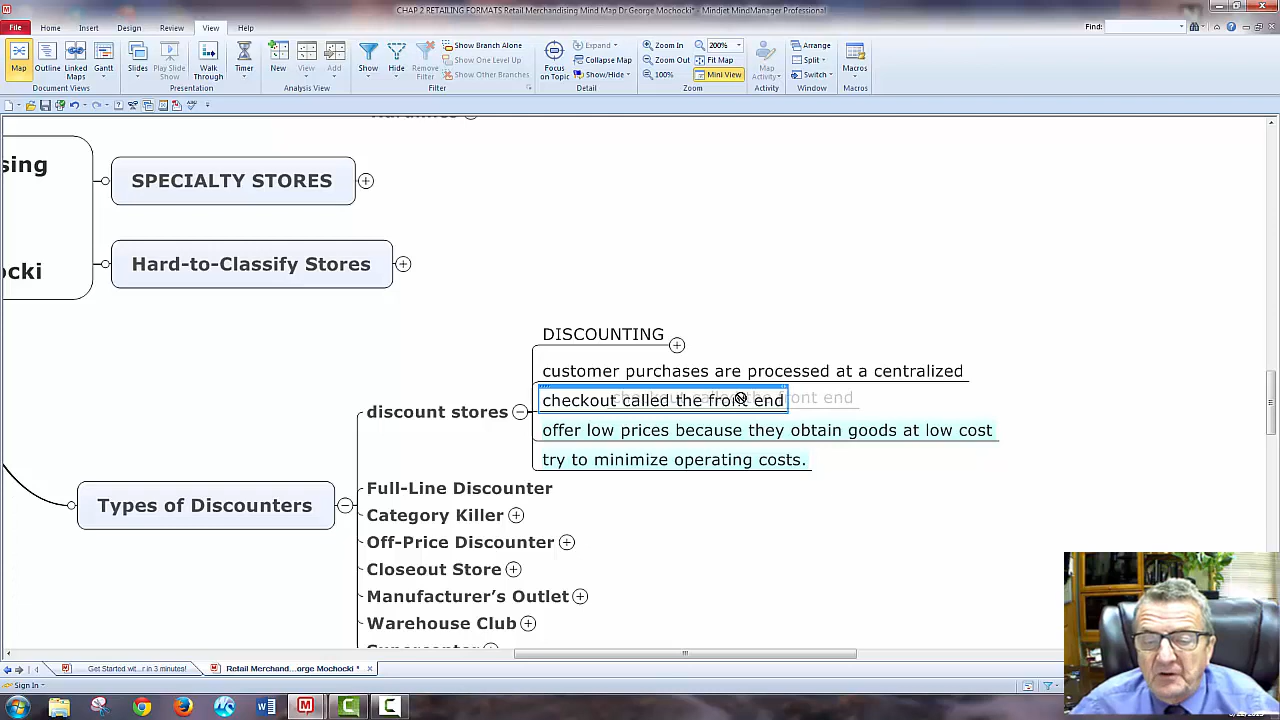 CHAP 2 RETAILING FORMATS Retail Merchandising Mind Map Dr George Mochocki* - Mindjet MindManager Professional
File Home Insert Design Review View Help Find:
Map Outline Linked Maps Gantt Slides Play Slide Show Walk Through Timer New Analysis Views Show Hide Remove Filter Show Branch Alone Show One Level Up Show Other Branches Focus on Topic Expand Collapse Map Show/Hide Zoom In Zoom Out 100% 200% Fit Map Mini View Map Activity Arrange Split Switch Macros
Document Views Presentation Analysis View Filter Detail Zoom Activity Window Macros
sing
ocki
SPECIALTY STORES
Hard-to-Classify Stores
DISCOUNTING
customer purchases are processed at a centralized
checkout called the front end
checkout called the front end
offer low prices because they obtain goods at low cost
try to minimize operating costs.
discount stores
Types of Discounters
Full-Line Discounter
Category Killer
Off-Price Discounter
Closeout Store
Manufacturer’s Outlet
Warehouse Club
Get Started wit...r in 3 minutes!
Retail Merchand...orge Mochocki *
Sign In